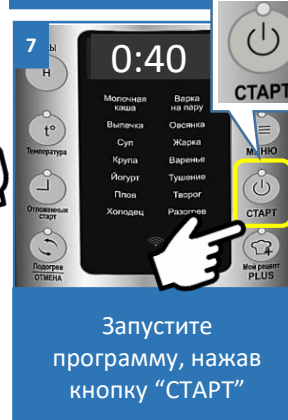 7
Ы
Н
0:40
СТАРТ
Молочная каша
Варка на пару
Выпечка
Овсянка
Суп
Жарка
Крупа
Варенье
Йогурт
Тушение
Плов
Творог
Холодец
Разогрев
t°
Температура
Отложенный старт
Подогрев
ОТМЕНА
МЕНЮ
СТАРТ
Мой рецепт
PLUS
Запустите
программу, нажав
кнопку “СТАРТ”